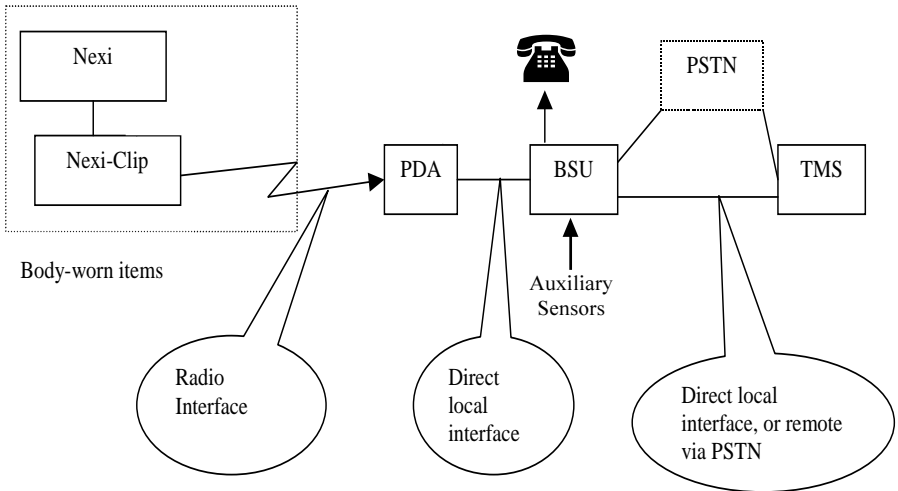 Nexi
Nexi-Clip
Body-worn items
PDA
BSU
PSTN
TMS
Auxiliary
Sensors
Radio
Interface
Direct
local
interface
Direct local
interface, or remote
via PSTN